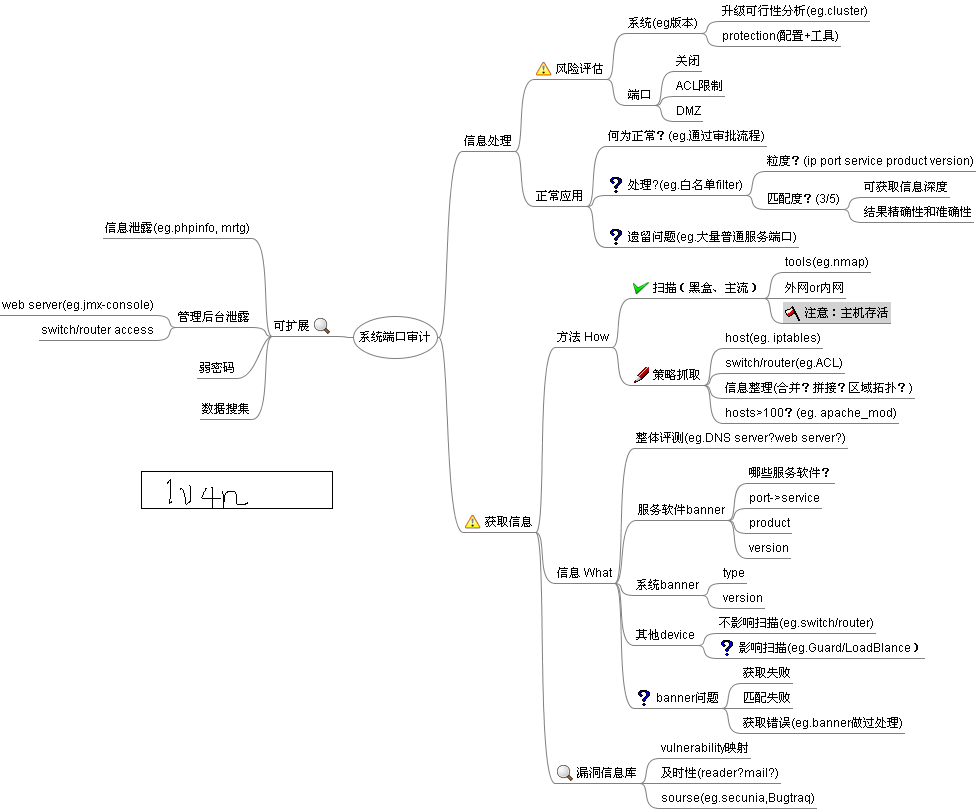 升级可行性分析(eg.cluster)
系统(eg版本)
protection(配置+工具)
风险评估
关闭
端口
ACL限制
DMZ
信息处理
何为正常？(eg.通过审批流程)
粒度？(ip port service product version)
处理?(eg.白名单filter)
可获取信息深度
正常应用
匹配度？(3/5)
结果精确性和准确性
遗留问题(eg.大量普通服务端口)
信息泄露(eg.phpinfo, mrtg)
web server(eg.jmx-console)
管理后台泄露
switch/router access
可扩展
弱密码
数据搜集
系统端口审计
tools(eg.nmap)
扫描（黑盒、主流）
外网or内网
注意：主机存活
方法 How
host(eg. iptables)
switch/router(eg.ACL)
策略抓取
信息整理(合并？拼接？区域拓扑？)
hosts>100？(eg. apache_mod)
整体评测(eg.DNS server?web server?)
哪些服务软件？
port->service
服务软件banner
product
version
获取信息
信息 What
type
系统banner
version
不影响扫描(eg.switch/router)
其他device
影响扫描(eg.Guard/LoadBlance）
获取失败
banner问题
匹配失败
获取错误(eg.banner做过处理)
vulnerability映射
漏洞信息库
及时性(reader?mail?)
sourse(eg.secunia,Bugtraq)
1v4n